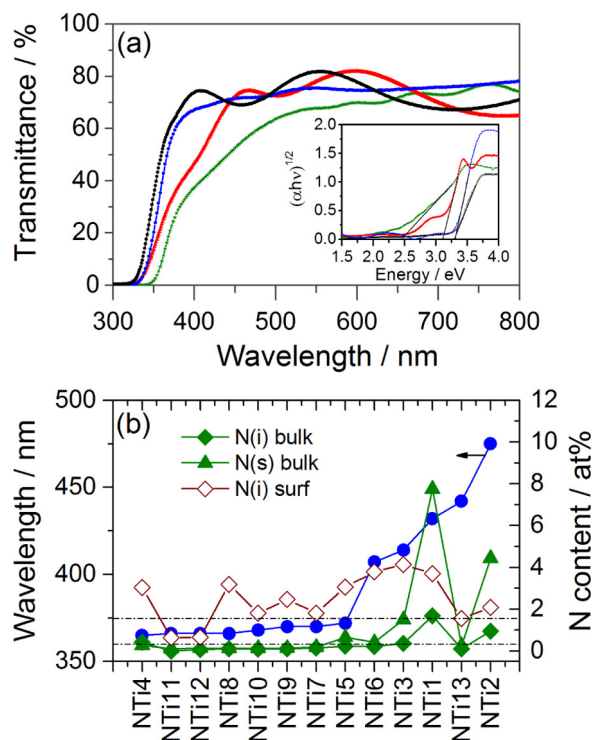 (a)
Transmittance / %
100
80
60
40
20
0
300 400 500 600 700 800
Wavelength / nm
(αhν)^1/2
2.0
1.5
1.0
0.5
0.0
1.5 2.0 2.5 3.0 3.5 4.0
Energy / eV
(b)
Wavelength / nm
500
450
400
350
N(i) bulk
N(s) bulk
N(i) surf
12
10
8
6
4
2
0
N content / at%
NTi4 NTi11 NTi12 NTi8 NTi10 NTi9 NTi7 NTi5 NTi6 NTi3 NTi1 NTi13 NTi2